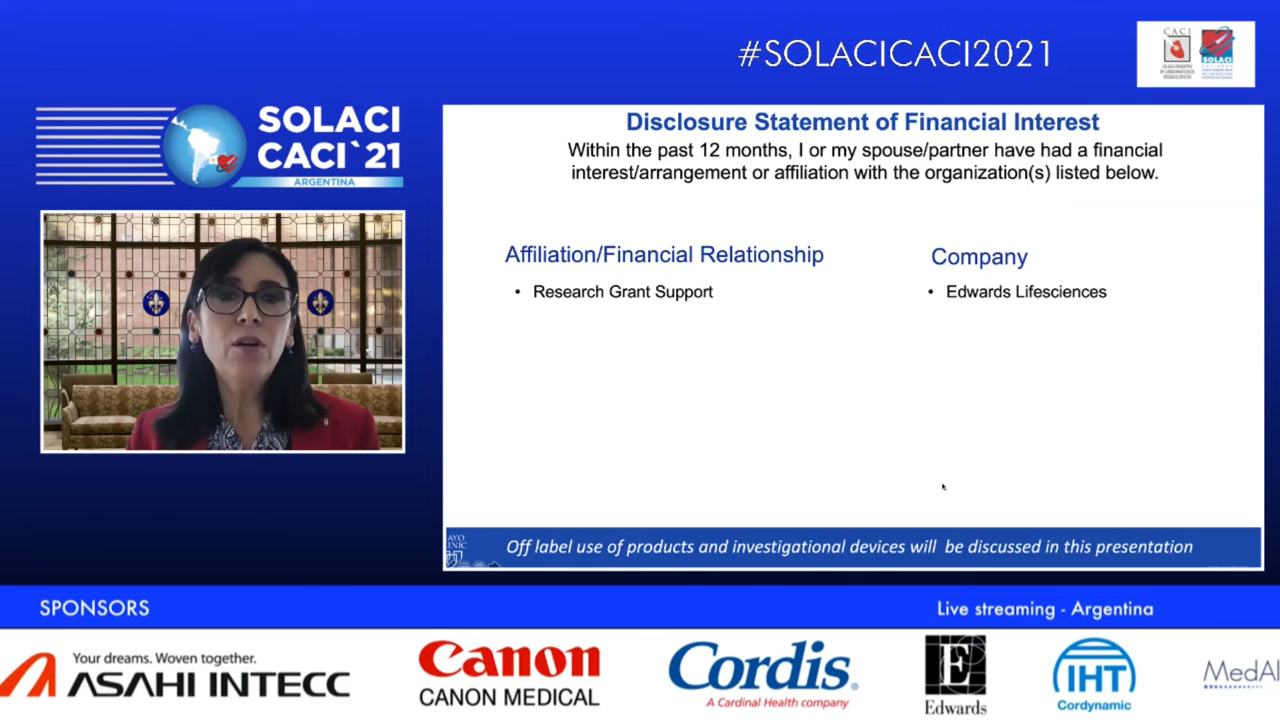 #SOLACICACI2021
CACI
SOLACI
SOLACI
CACI`21
ARGENTINA
Disclosure Statement of Financial Interest
Within the past 12 months, I or my spouse/partner have had a financial
interest/arrangement or affiliation with the organization(s) listed below.
Affiliation/Financial Relationship
Company
• Research Grant Support
• Edwards Lifesciences
Off label use of products and investigational devices will be discussed in this presentation
SPONSORS
Live streaming - Argentina
Your dreams. Woven together.
ASAHI INTECC
Canon
CANON MEDICAL
Cordis®
A Cardinal Health company
E
Edwards
IHT
Cordynamic
MedAl